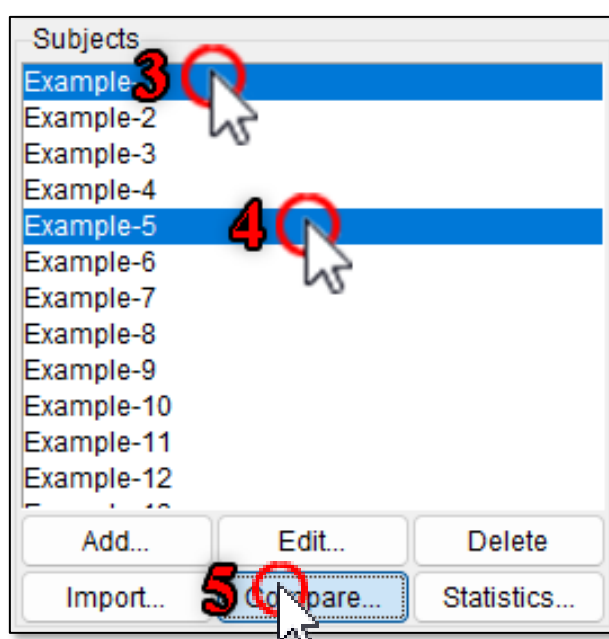 Subjects
Example- 3
Example-2
Example-3
Example-4
Example-5 4
Example-6
Example-7
Example-8
Example-9
Example-10
Example-11
Example-12
Add... Edit... Delete
Import... 5 Compare... Statistics...